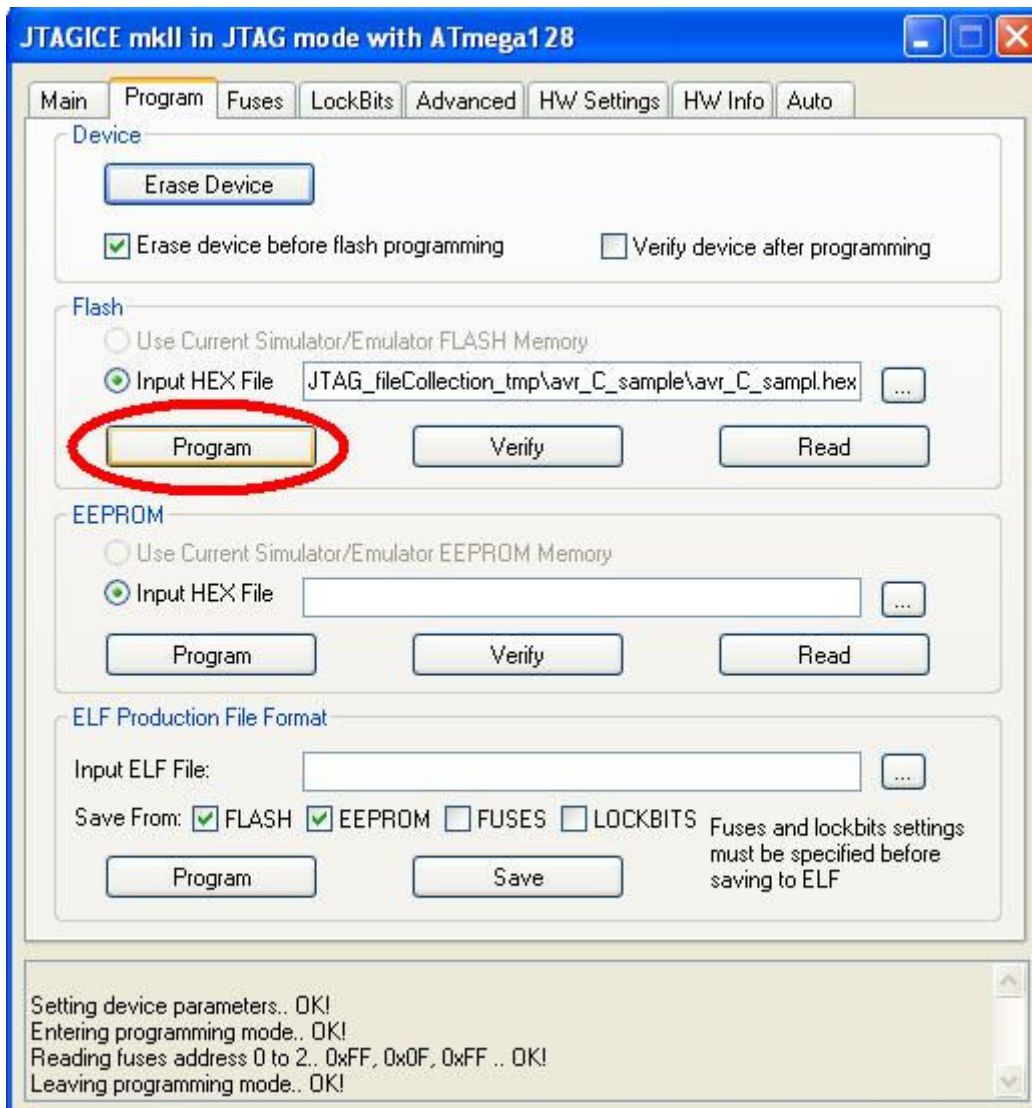 JTAGICE mkII in JTAG mode with ATmega128
Main Program Fuses LockBits Advanced HW Settings HW Info Auto
Device
Erase Device
Erase device before flash programming Verify device after programming
Flash
Use Current Simulator/Emulator FLASH Memory
Input HEX File JTAG_fileCollection_tmp\avr_C_sample\avr_C_sampl.hex ...
Program Verify Read
EEPROM
Use Current Simulator/Emulator EEPROM Memory
Input HEX File ...
Program Verify Read
ELF Production File Format
Input ELF File: ...
Save From: FLASH EEPROM FUSES LOCKBITS
Fuses and lockbits settings
must be specified before
saving to ELF
Program Save
Setting device parameters.. OK!
Entering programming mode.. OK!
Reading fuses address 0 to 2.. 0xFF, 0x0F, 0xFF .. OK!
Leaving programming mode.. OK!